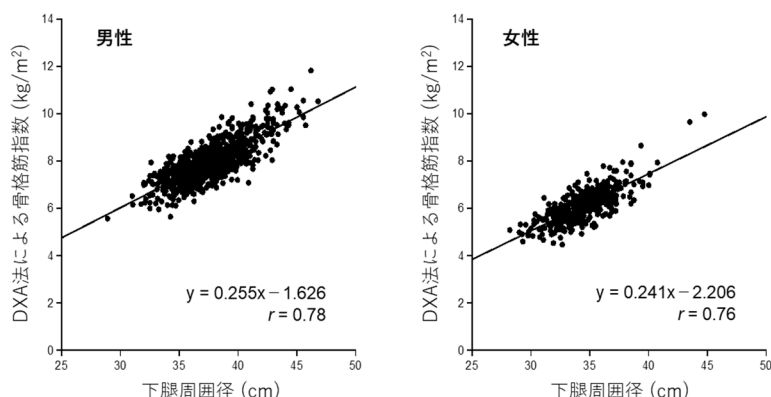 男性
DXA法による骨格筋指数 (kg/m²)
14
12
10
8
6
4
2
0
y = 0.255x－1.626
r = 0.78
25
30
35
40
45
50
下腿周囲径 (cm)
女性
DXA法による骨格筋指数 (kg/m²)
14
12
10
8
6
4
2
0
y = 0.241x－2.206
r = 0.76
25
30
35
40
45
50
下腿周囲径 (cm)